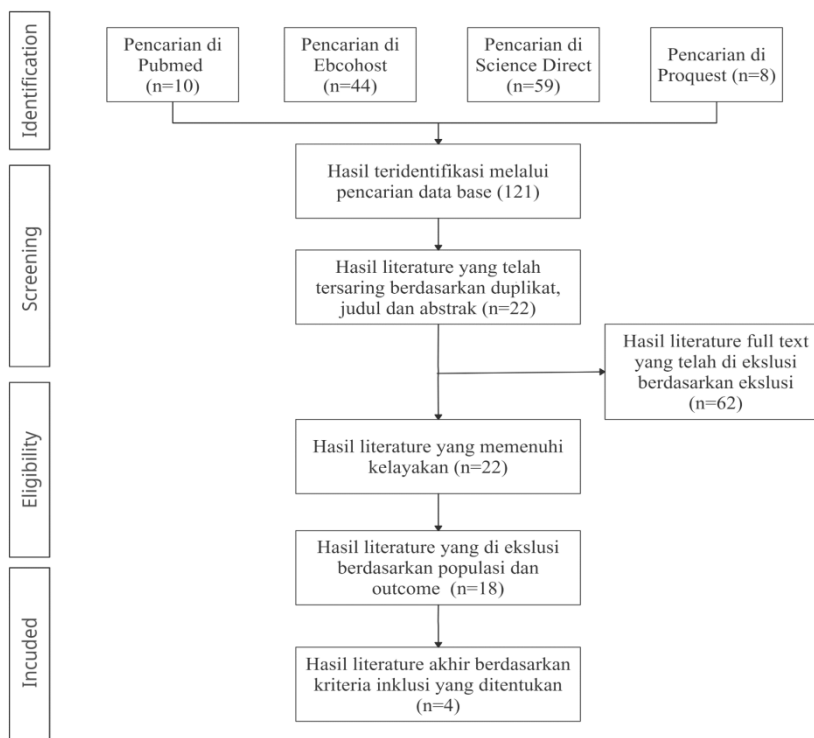 Identification
Pencarian di
Pubmed
(n=10)
Pencarian di
Ebcohost
(n=44)
Pencarian di
Science Direct
(n=59)
Pencarian di
Proquest (n=8)
Screening
Hasil teridentifikasi melalui
pencarian data base (121)
Hasil literature yang telah
tersaring berdasarkan duplikat,
judul dan abstrak (n=22)
Hasil literature full text
yang telah di ekslusi
berdasarkan ekslusi
(n=62)
Eligibility
Hasil literature yang memenuhi
kelayakan (n=22)
Hasil literature yang di ekslusi
berdasarkan populasi dan
outcome (n=18)
Incuded
Hasil literature akhir berdasarkan
kriteria inklusi yang ditentukan
(n=4)